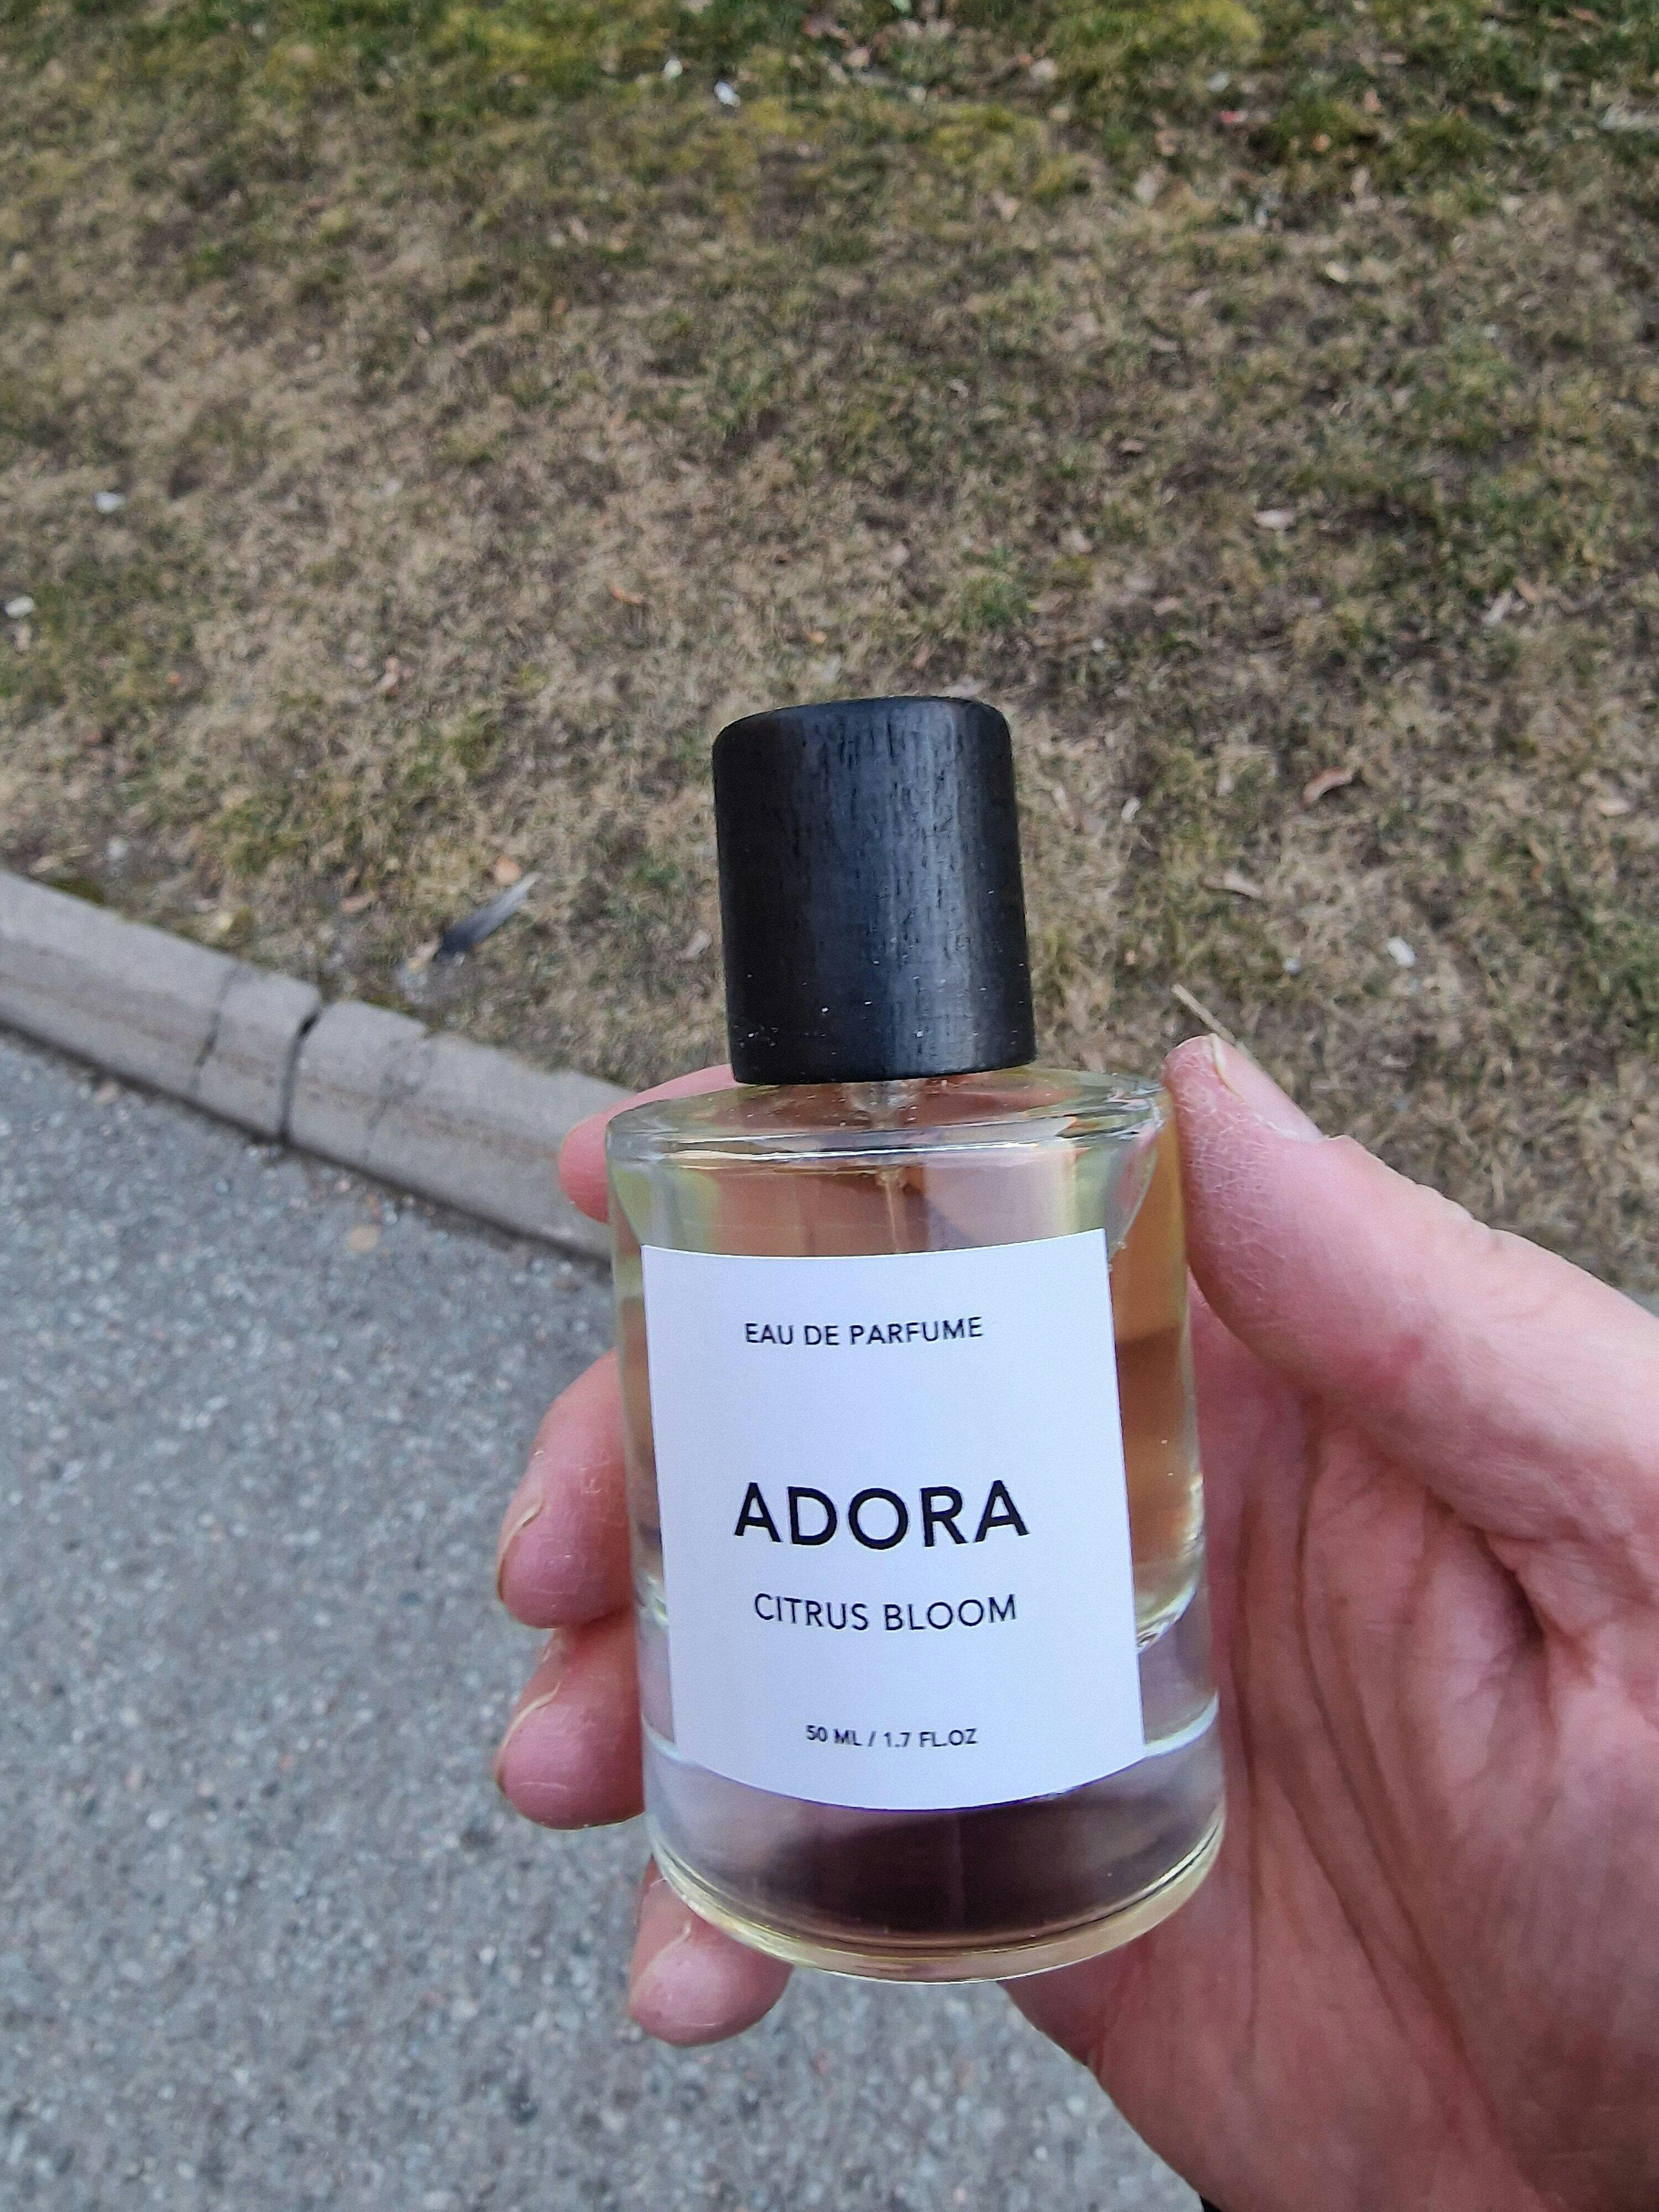 EAU DE PARFUME
ADORA
CITRUS BLOOM
50 ML / 1.7 FL.OZ